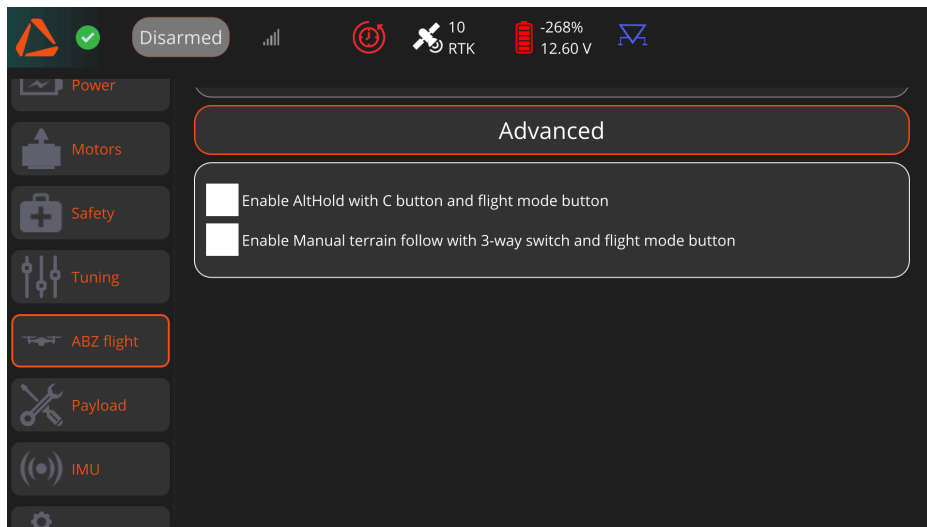 Disarmed
10
RTK
-268%
12.60 V
Power
Motors
Safety
Tuning
ABZ flight
Payload
IMU
Advanced
Enable AltHold with C button and flight mode button
Enable Manual terrain follow with 3-way switch and flight mode button